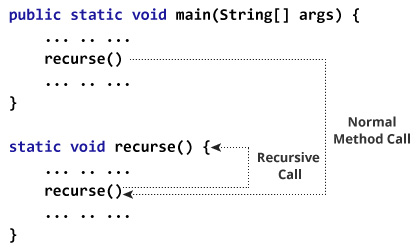 public static void main(String[] args) {
    ... .. ...
    recurse()
    ... .. ...
}
Normal
Method Call
static void recurse() {
    ... .. ...
    recurse()
    ... .. ...
}
Recursive
Call